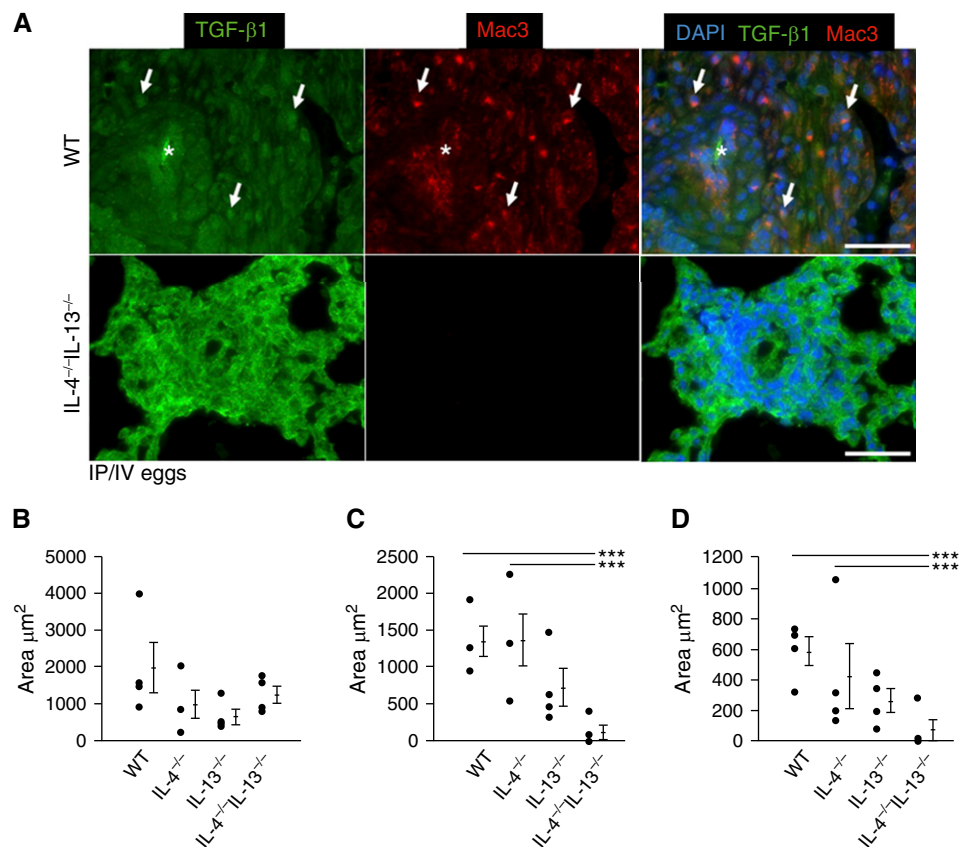 A
TGF-β1 Mac3 DAPI TGF-β1 Mac3
WT
* * *
IL-4⁻/⁻IL-13⁻/⁻
IP/IV eggs
B C D
5000
4000
3000
2000
1000
0
Area μm²
WT IL-4⁻/⁻ IL-13⁻/⁻ IL-4⁻/⁻IL-13⁻/⁻
2500
2000
1500
1000
500
0
Area μm²
***
***
WT IL-4⁻/⁻ IL-13⁻/⁻ IL-4⁻/⁻IL-13⁻/⁻
1200
1000
800
600
400
200
0
Area μm²
***
***
WT IL-4⁻/⁻ IL-13⁻/⁻ IL-4⁻/⁻IL-13⁻/⁻